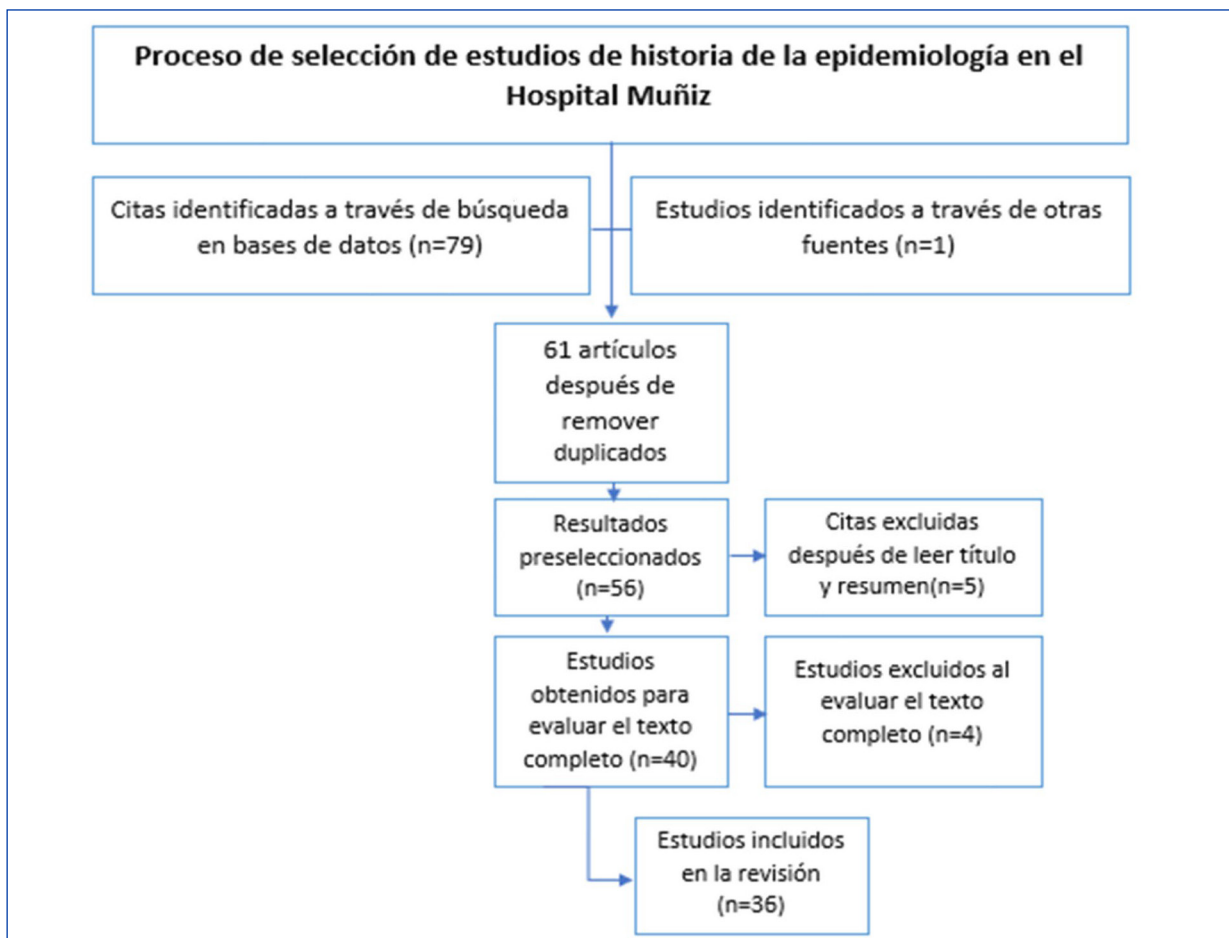 Proceso de selección de estudios de historia de la epidemiología en el
Hospital Muñiz
Citas identificadas a través de búsqueda
en bases de datos (n=79)
Estudios identificados a través de otras
fuentes (n=1)
61 artículos
después de
remover
duplicados
Resultados
preseleccionados
(n=56)
Citas excluidas
después de leer título
y resumen(n=5)
Estudios
obtenidos para
evaluar el texto
completo (n=40)
Estudios excluidos al
evaluar el texto
completo (n=4)
Estudios incluidos
en la revisión
(n=36)